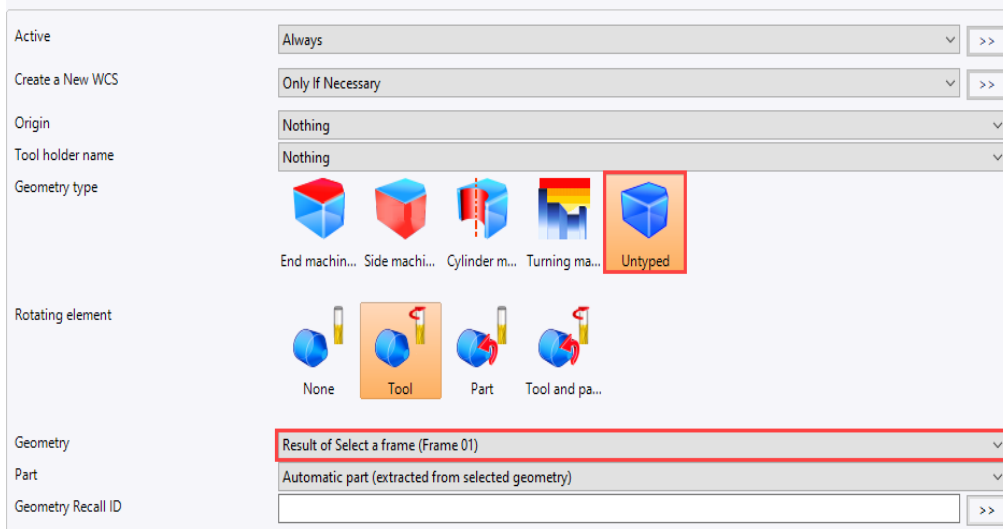 Active
Always
>>
Create a New WCS
Only If Necessary
>>
Origin
Nothing
Tool holder name
Nothing
Geometry type
End machin... Side machi... Cylinder m... Turning ma... Untyped
Rotating element
None Tool Part Tool and pa...
Geometry
Result of Select a frame (Frame 01)
Part
Automatic part (extracted from selected geometry)
Geometry Recall ID
>>